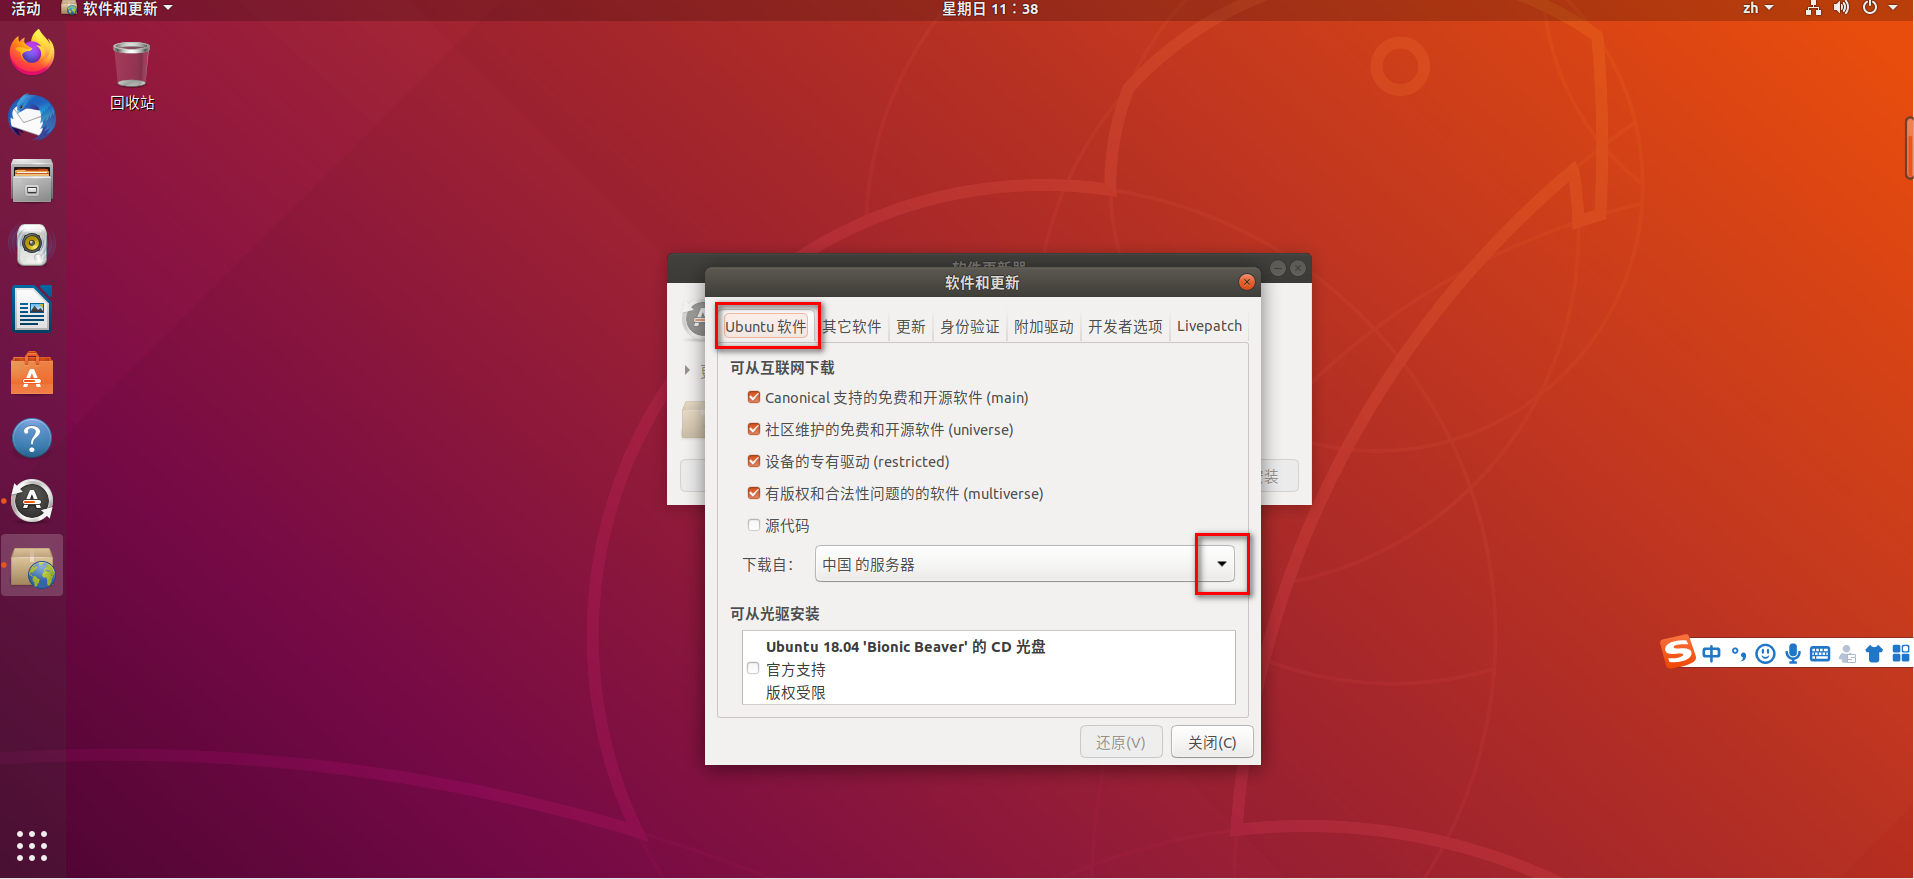 活动 软件和更新 星期日 11：38 zh
回收站
软件更新器
软件和更新
Ubuntu 软件 其它软件 更新 身份验证 附加驱动 开发者选项 Livepatch
可从互联网下载
Canonical 支持的免费和开源软件 (main)
社区维护的免费和开源软件 (universe)
设备的专有驱动 (restricted)
有版权和合法性问题的的软件 (multiverse)
装
源代码
下载自： 中国 的服务器
可从光驱安装
Ubuntu 18.04 'Bionic Beaver' 的 CD 光盘
官方支持
版权受限
中
还原(V) 关闭(C)